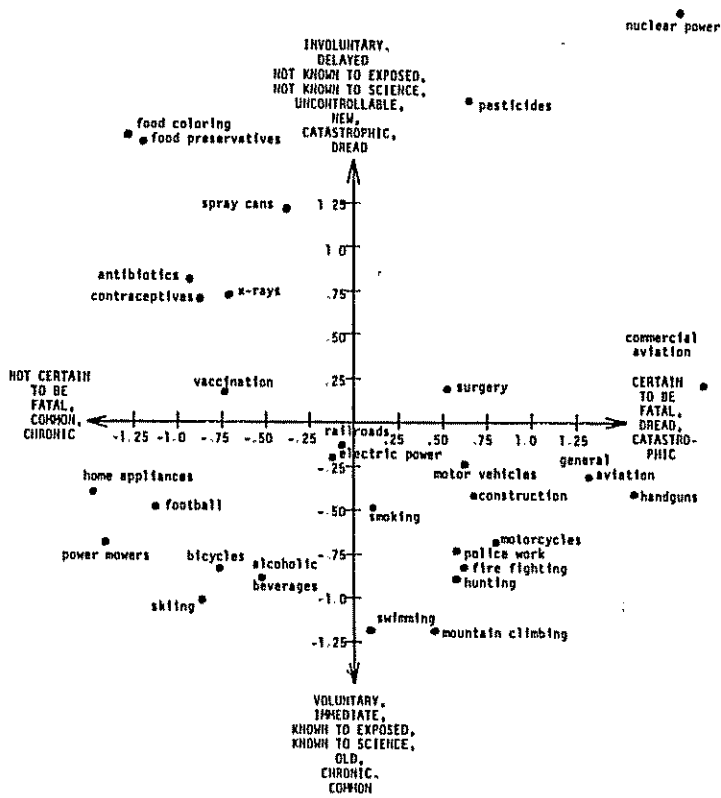 nuclear power
INVOLUNTARY,
DELAYED
NOT KNOWN TO EXPOSED,
NOT KNOWN TO SCIENCE,
UNCONTROLLABLE,
NEW,
CATASTROPHIC,
DREAD
pesticides
food coloring
food preservatives
spray cans
1.25
1.0
antibiotics
contraceptives
x-rays
.75
.50
commercial
aviation
NOT CERTAIN
TO BE
FATAL,
COMMON,
CHRONIC
vaccination
.25
surgery
CERTAIN
TO BE
FATAL,
DREAD,
CATASTRO-
PHIC
-1.25 -1.0 -.75 -.50 -.25 .25 .50 .75 1.0 1.25
railroads
electric power
-.25
home appliances
football
motor vehicles
general
aviation
construction
handguns
smoking
-.50
power mowers
bicycles
alcoholic
beverages
-.75
motorcycles
police work
fire fighting
hunting
skiing
-1.0
swimming
mountain climbing
-1.25
VOLUNTARY,
IMMEDIATE,
KNOWN TO EXPOSED,
KNOWN TO SCIENCE,
OLD,
CHRONIC,
COMMON